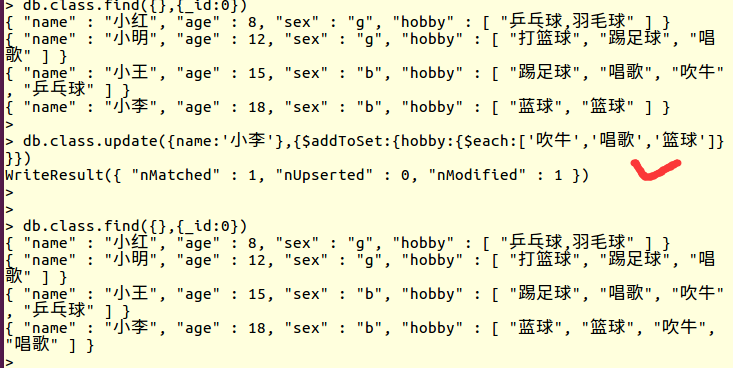 > db.class.find({},{_id:0})
{ "name" : "小红", "age" : 8, "sex" : "g", "hobby" : [ "乒乓球,羽毛球" ] }
{ "name" : "小明", "age" : 12, "sex" : "g", "hobby" : [ "打篮球", "踢足球", "唱
歌" ] }
{ "name" : "小王", "age" : 15, "sex" : "b", "hobby" : [ "踢足球", "唱歌", "吹牛"
, "乒乓球" ] }
{ "name" : "小李", "age" : 18, "sex" : "b", "hobby" : [ "蓝球", "篮球" ] }
>
> db.class.update({name:'小李'},{$addToSet:{hobby:{$each:['吹牛','唱歌','篮球']}
}})
WriteResult({ "nMatched" : 1, "nUpserted" : 0, "nModified" : 1 })
>
>
> db.class.find({},{_id:0})
{ "name" : "小红", "age" : 8, "sex" : "g", "hobby" : [ "乒乓球,羽毛球" ] }
{ "name" : "小明", "age" : 12, "sex" : "g", "hobby" : [ "打篮球", "踢足球", "唱
歌" ] }
{ "name" : "小王", "age" : 15, "sex" : "b", "hobby" : [ "踢足球", "唱歌", "吹牛"
, "乒乓球" ] }
{ "name" : "小李", "age" : 18, "sex" : "b", "hobby" : [ "蓝球", "篮球", "吹牛",
"唱歌" ] }
>